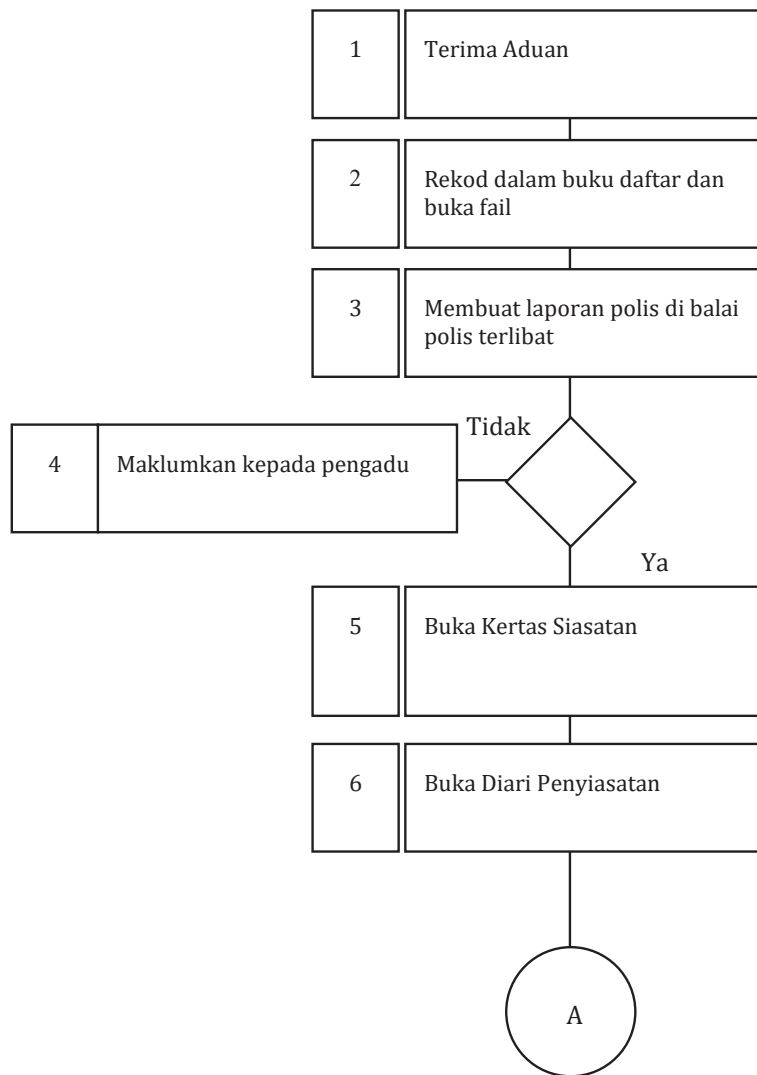 1
Terima Aduan
2
Rekod dalam buku daftar dan
buka fail
3
Membuat laporan polis di balai
polis terlibat
Tidak
4
Maklumkan kepada pengadu
Ya
5
Buka Kertas Siasatan
6
Buka Diari Penyiasatan
A